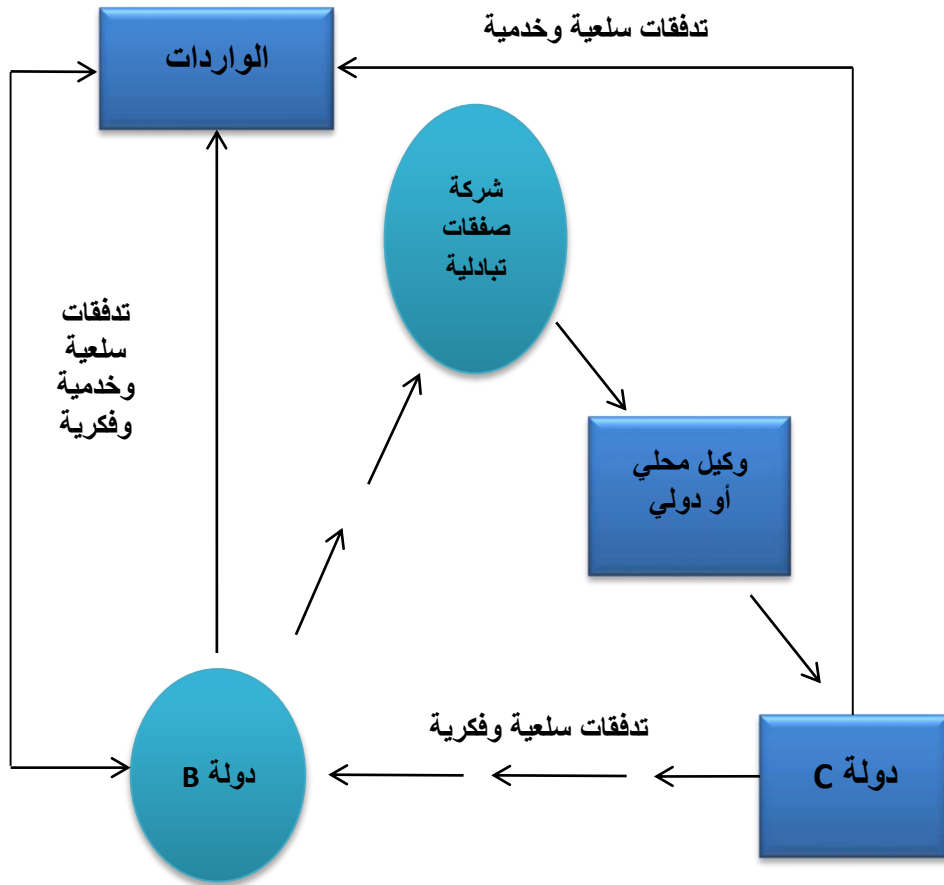 تدفقات سلعية وخدمية
الواردات
شركة
صفقات
تبادلية
تدفقات
سلعية
وخدمية
وفكرية
وكيل محلي
أو دولي
تدفقات سلعية وفكرية
دولة C
دولة B